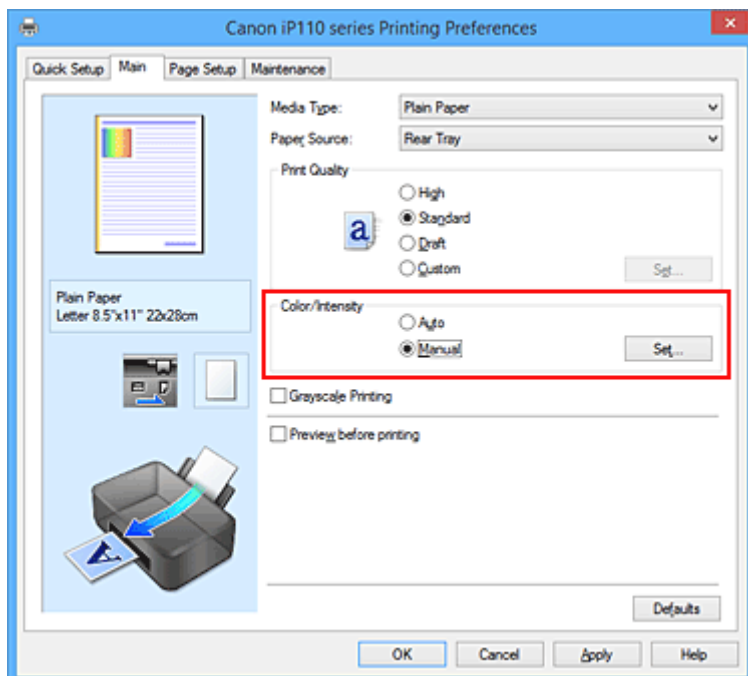 Canon iP110 series Printing Preferences
Quick Setup Main Page Setup Maintenance
Media Type: Plain Paper
Paper Source: Rear Tray
Print Quality
High
a Standard
Draft
Custom Set...
Plain Paper
Letter 8.5"x11" 22x28cm
Color/Intensity
Auto
Manual Set...
Grayscale Printing
Preview before printing
A
Defaults
OK Cancel Apply Help